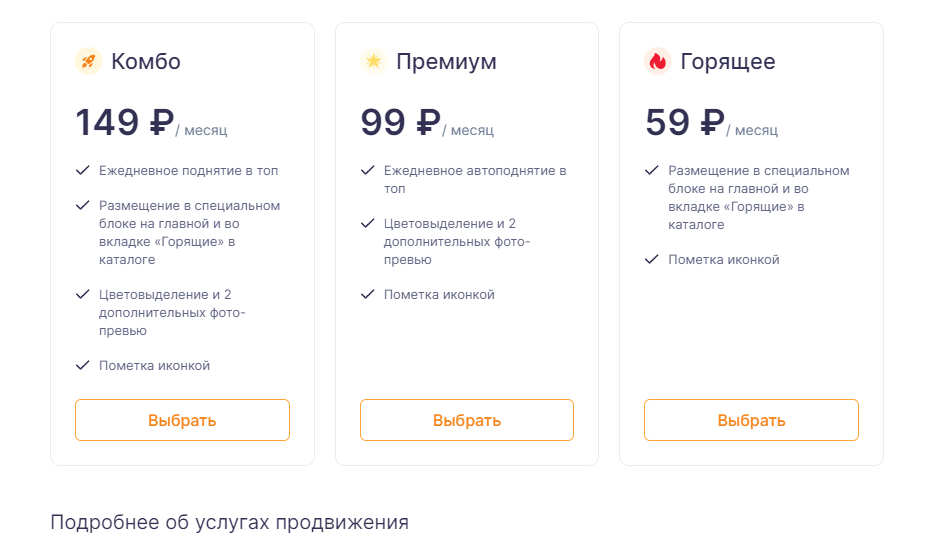 Комбо
149 ₽/ месяц
Ежедневное поднятие в топ
Размещение в специальном
блоке на главной и во
вкладке «Горящие» в
каталоге
Цветовыделение и 2
дополнительных фото-
превью
Пометка иконкой
Выбрать
Премиум
99 ₽/ месяц
Ежедневное автоподнятие в
топ
Цветовыделение и 2
дополнительных фото-
превью
Пометка иконкой
Выбрать
Горящее
59 ₽/ месяц
Размещение в специальном
блоке на главной и во
вкладке «Горящие» в
каталоге
Пометка иконкой
Выбрать
Подробнее об услугах продвижения